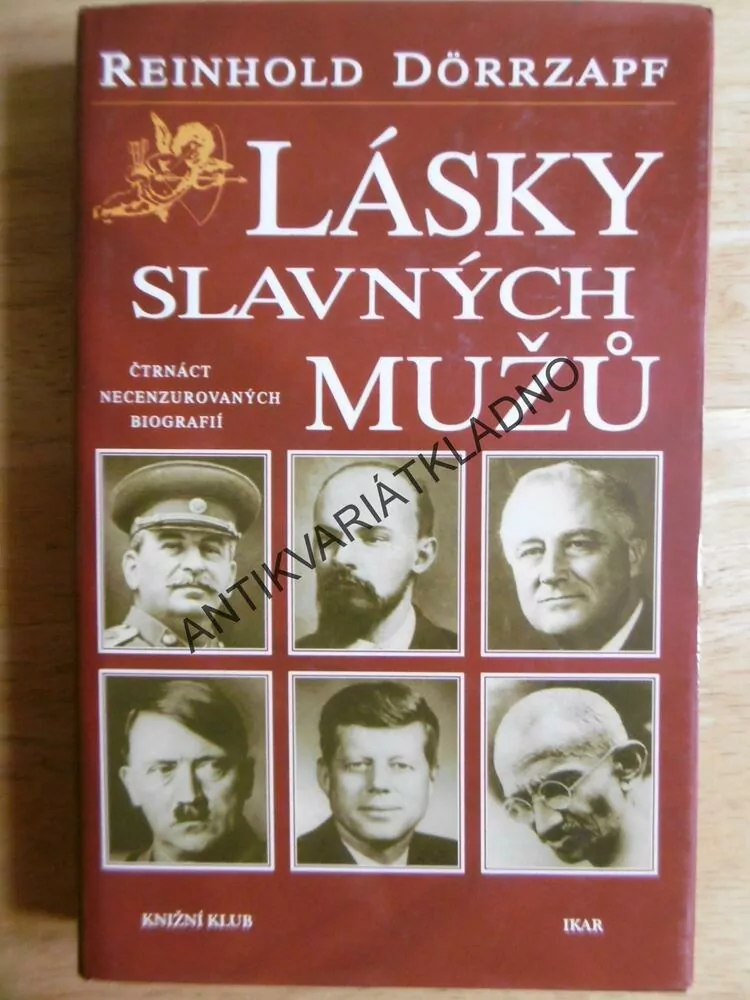 REINHOLD DÖRRZAPF
LÁSKY
SLAVNÝCH
MUŽŮ
ČTRNÁCT
NECENZUROVANÝCH
BIOGRAFIÍ
ANTIKVARIÁTKLADNO
KNIŽNÍ KLUB
IKAR